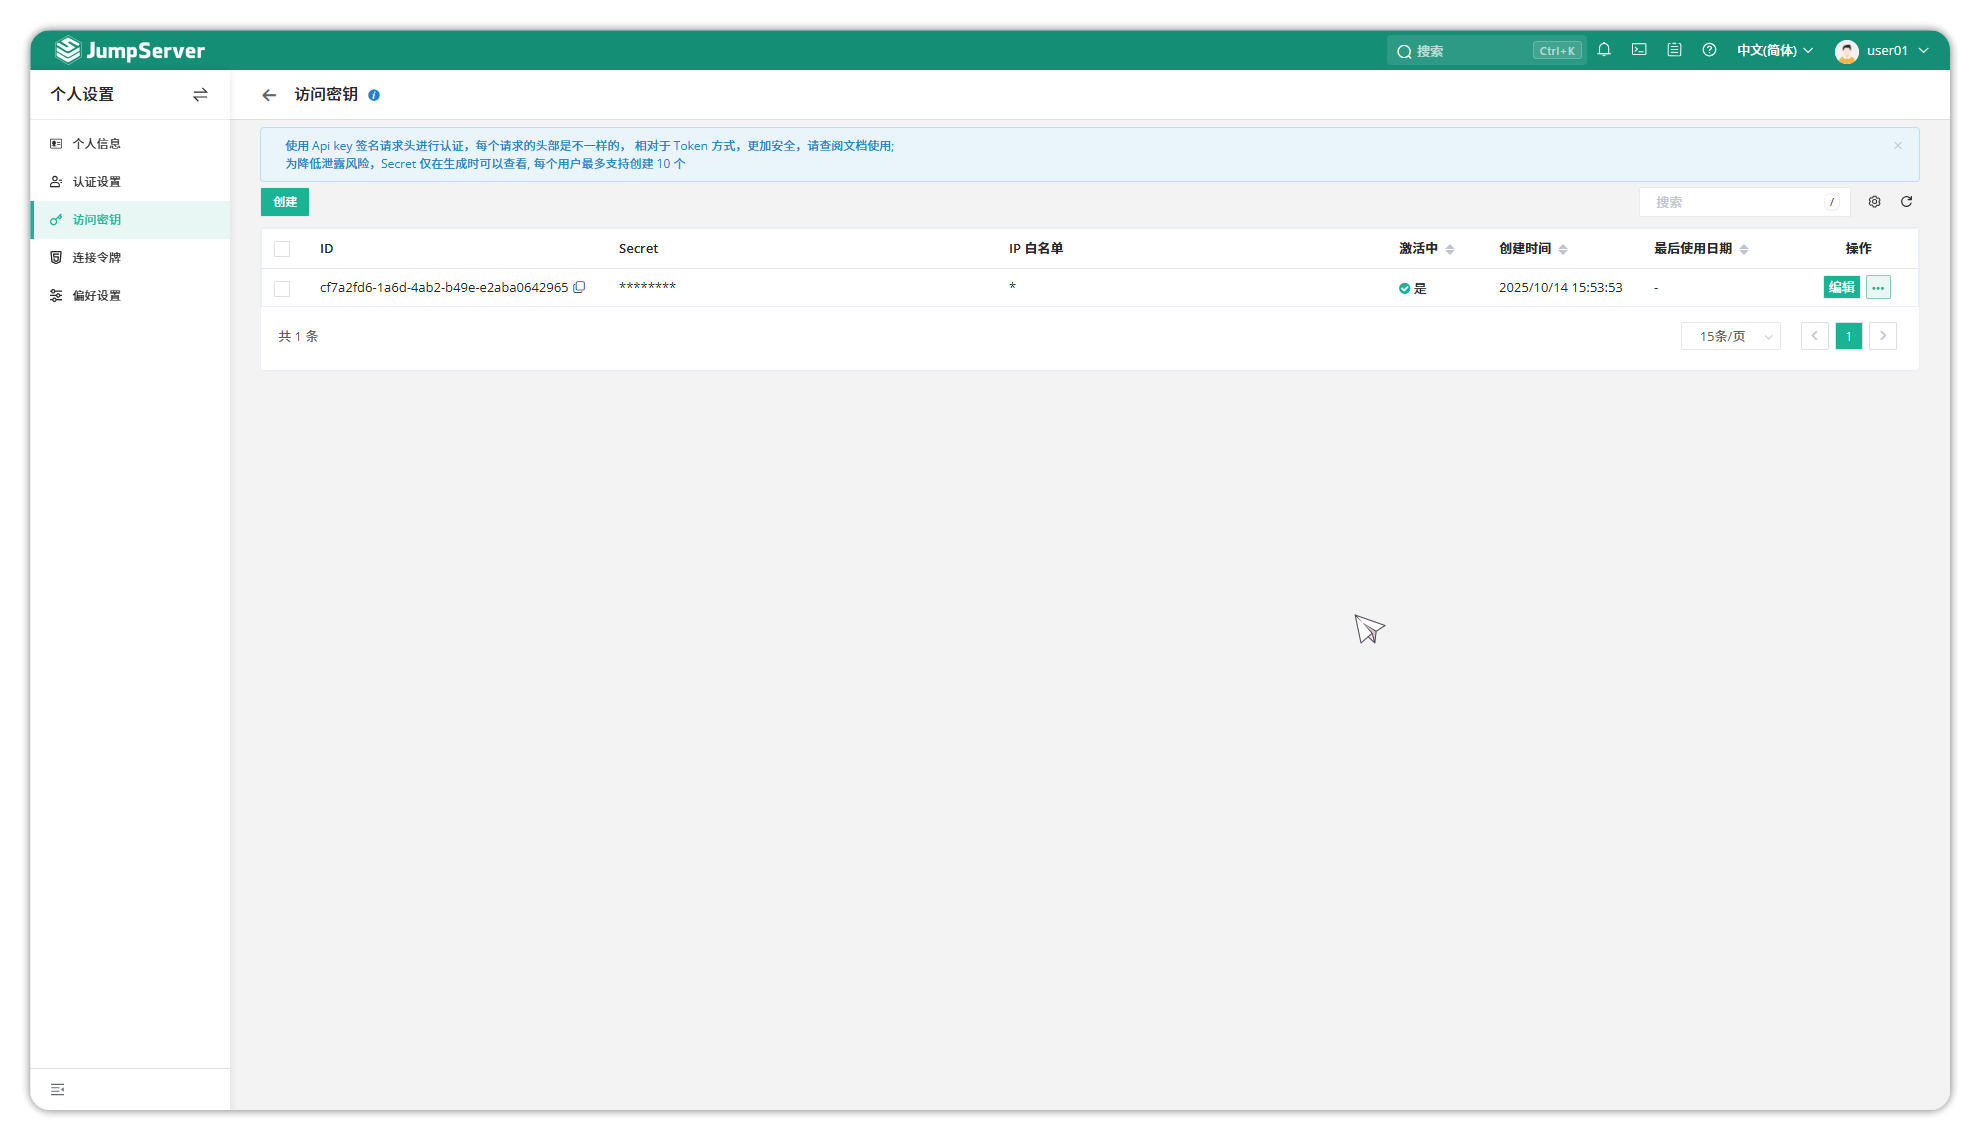 JumpServer
搜索
Ctrl+K
中文(简体)
user01
个人设置
个人信息
认证设置
访问密钥
连接令牌
偏好设置
访问密钥
使用 Api key 签名请求头进行认证，每个请求的头部是不一样的， 相对于 Token 方式，更加安全，请查阅文档使用;
为降低泄露风险，Secret 仅在生成时可以查看, 每个用户最多支持创建 10 个
创建
搜索
/
ID Secret IP 白名单 激活中 创建时间 最后使用日期 操作
cf7a2fd6-1a6d-4ab2-b49e-e2aba0642965 ******** * 是 2025/10/14 15:53:53 - 编辑 ...
共 1 条
15条/页
1